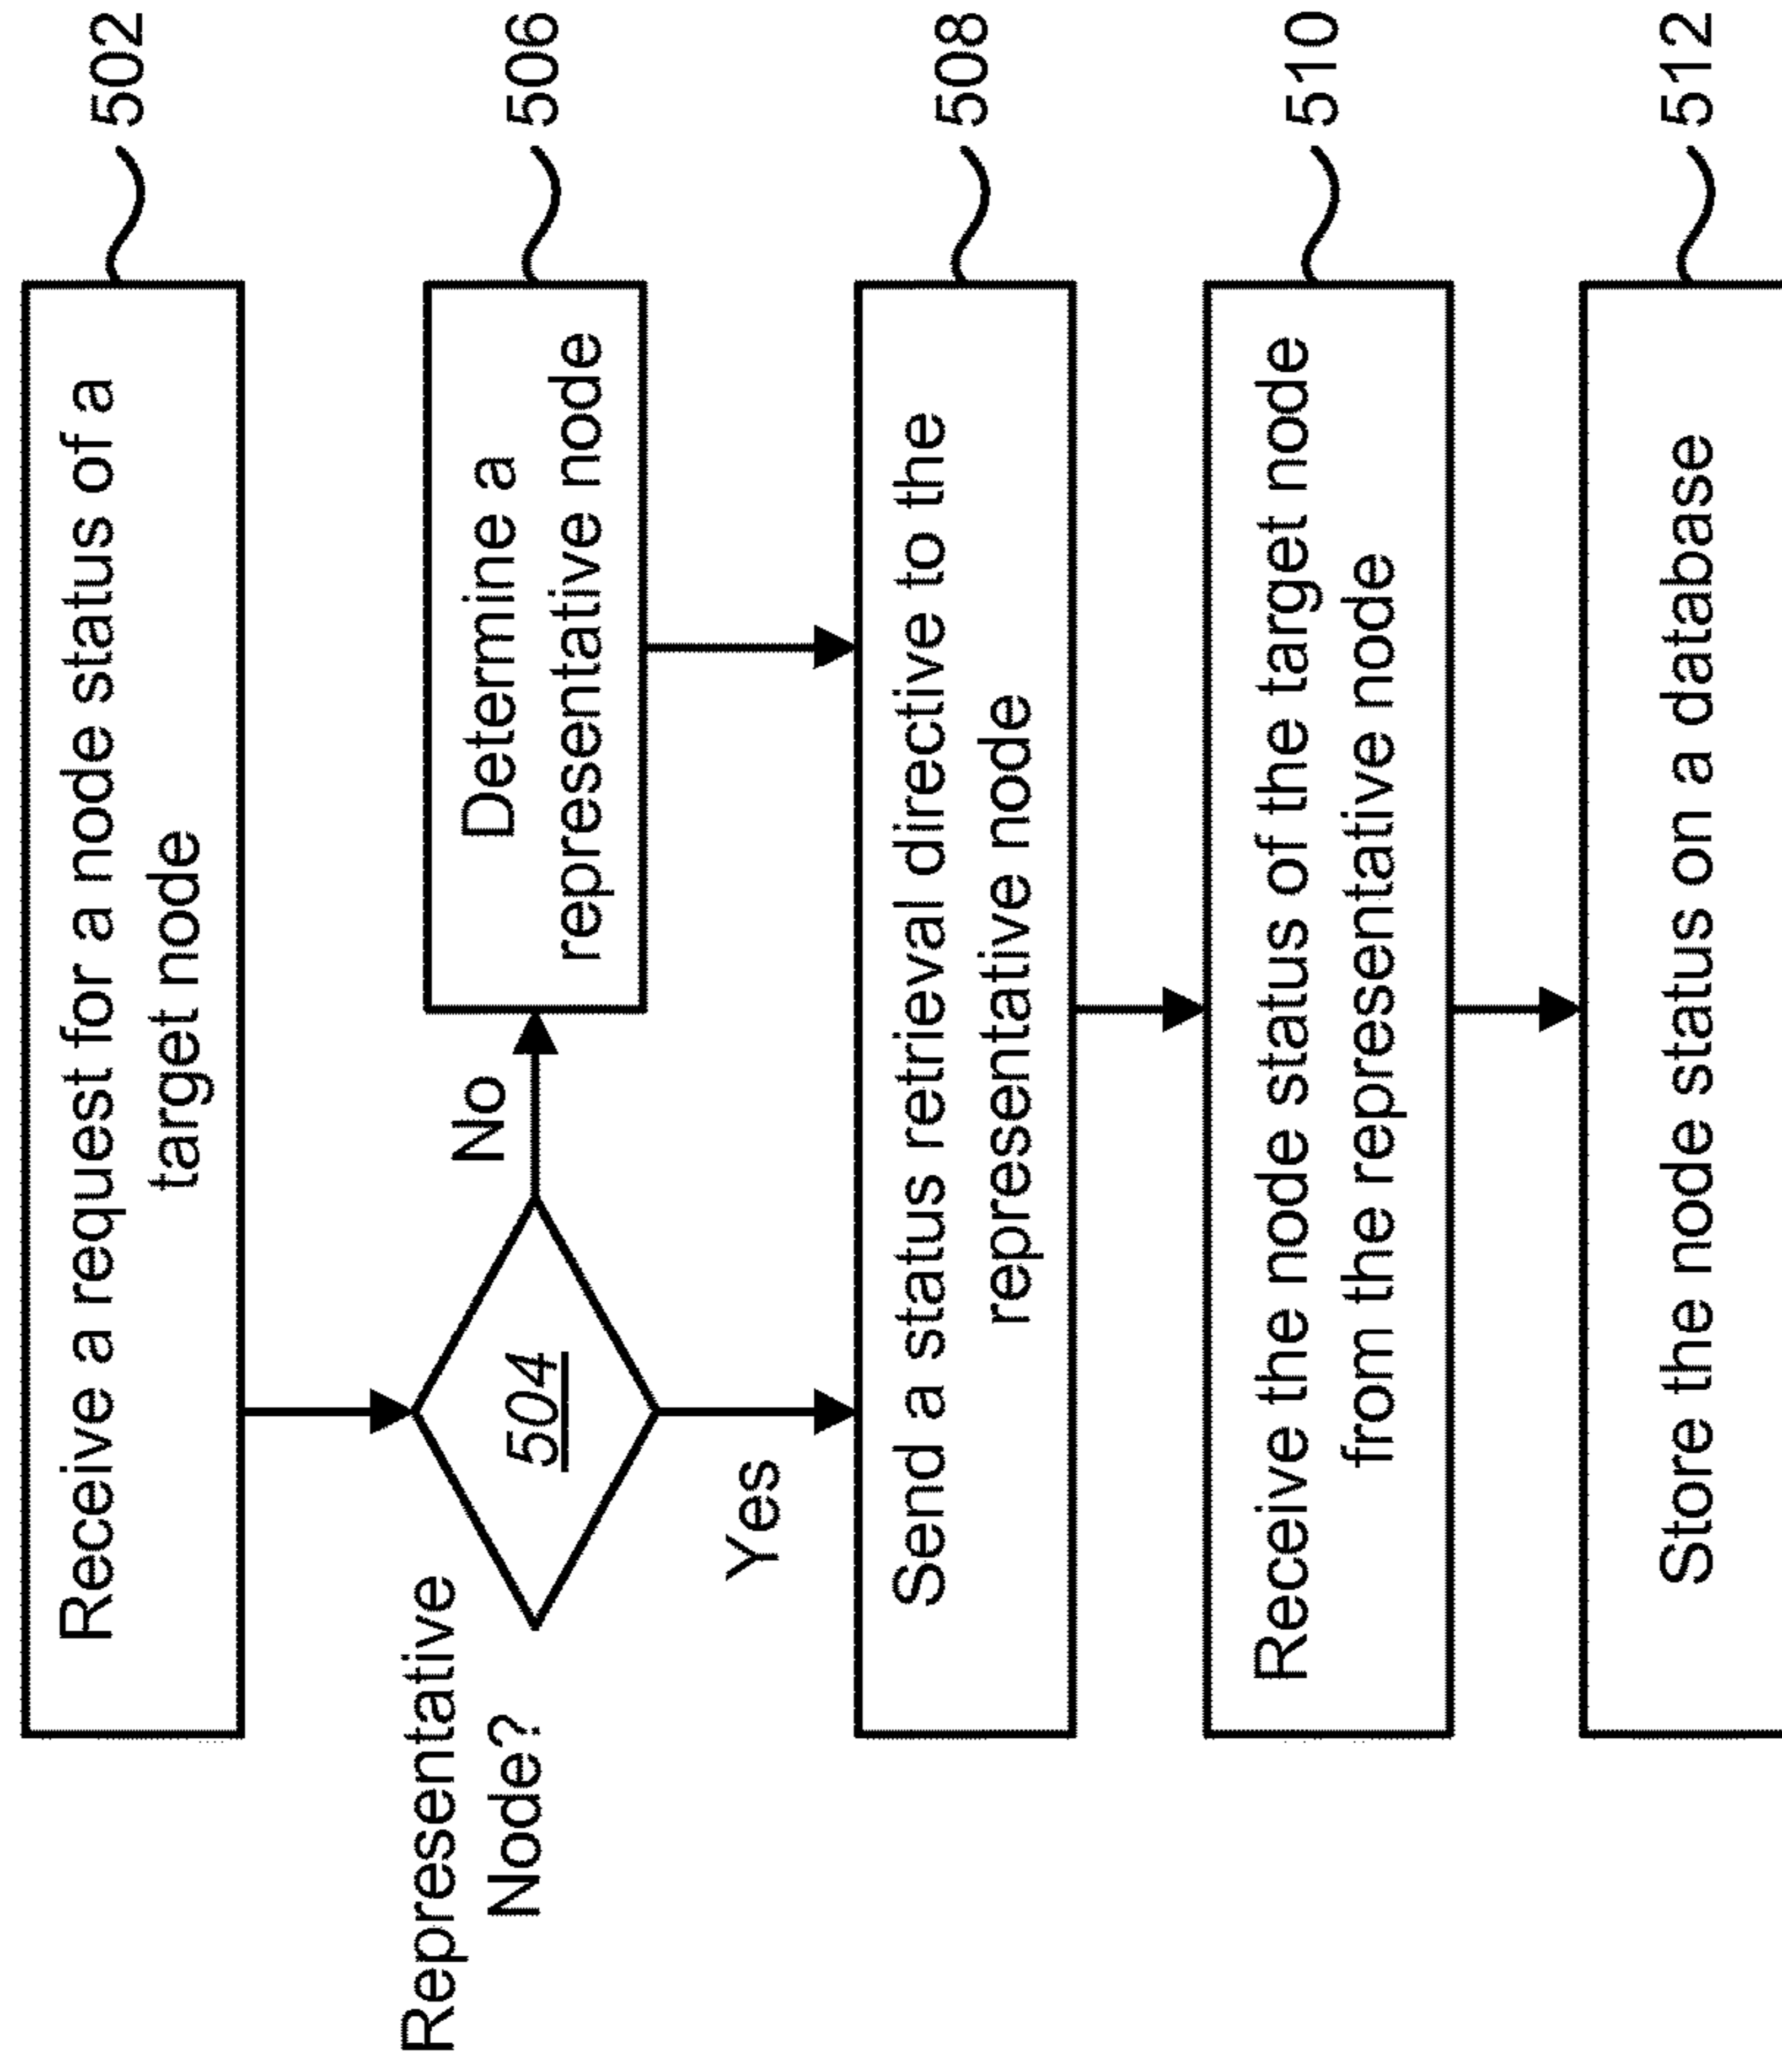 Receive a request for a node status of a
target node
502
Representative
Node?
504
No
Yes
Determine a
representative node
506
Send a status retrieval directive to the
representative node
508
Receive the node status of the target node
from the representative node
510
Store the node status on a database
512